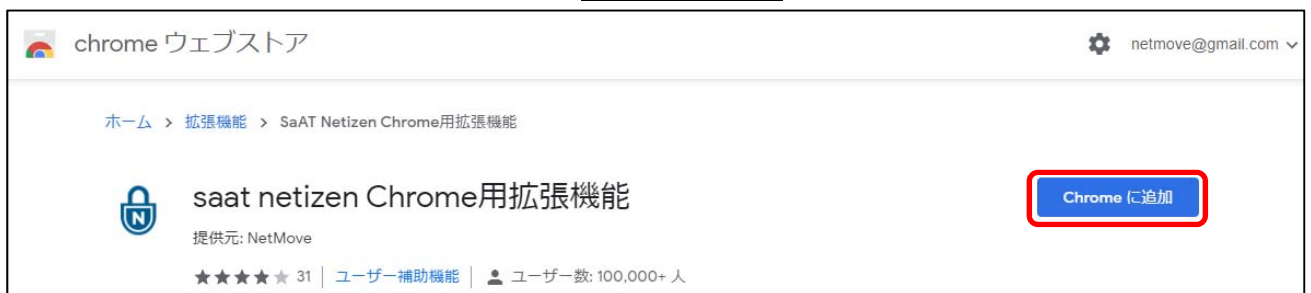 chrome ウェブストア
netmove@gmail.com
ホーム > 拡張機能 > SaAT Netizen Chrome用拡張機能
saat netizen Chrome用拡張機能
Chrome に追加
提供元: NetMove
★★★★★ 31 | ユーザー補助機能 | ユーザー数: 100,000+ 人